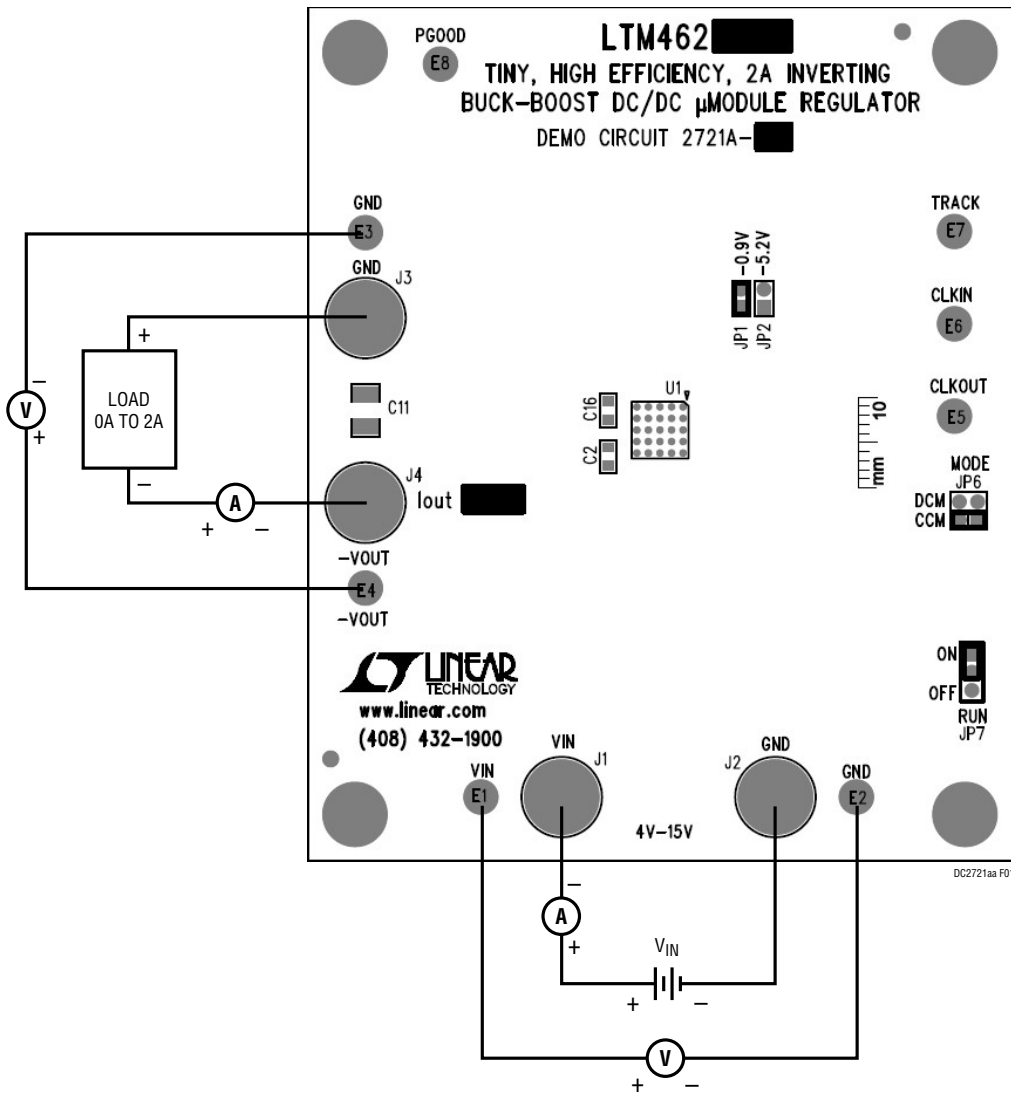 LTM462
PGOOD
E8
TINY, HIGH EFFICIENCY, 2A INVERTING
BUCK–BOOST DC/DC µMODULE REGULATOR
DEMO CIRCUIT 2721A–
GND
E3
GND
J3
TRACK
E7
–0.9V
–5.2V
JP1
JP2
CLKIN
E6
+
LOAD
0A TO 2A
–
–
V
+
C11
C16
C2
U1
10
mm
CLKOUT
E5
MODE
JP6
DCM
CCM
J4
Iout
A
+
–
–VOUT
E4
–VOUT
ON
OFF
RUN
JP7
LT LINEAR
TECHNOLOGY
www.linear.com
(408) 432–1900
VIN
E1
VIN
J1
J2
GND
GND
E2
4V–15V
DC2721aa F01
–
A
+
VIN
+
–
V
+
–